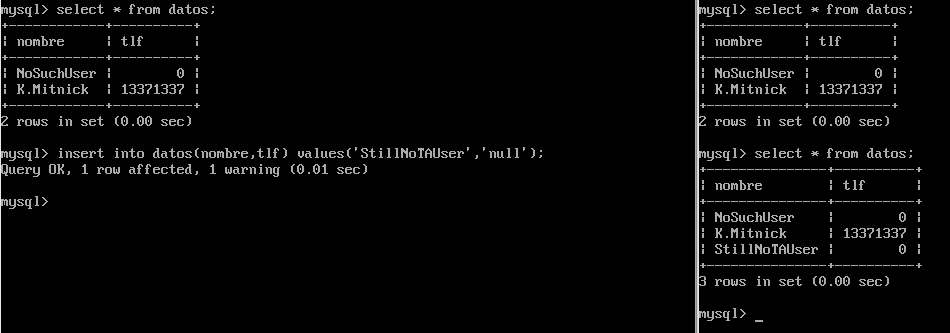 mysql> select * from datos;
+------------+----------+
| nombre     | tlf      |
+------------+----------+
| NoSuchUser |        0 |
| K.Mitnick  | 13371337 |
+------------+----------+
2 rows in set (0.00 sec)
mysql> insert into datos(nombre,tlf) values('StillNoTAUser','null');
Query OK, 1 row affected, 1 warning (0.01 sec)
mysql>
mysql> select * from datos;
+------------+----------+
| nombre     | tlf      |
+------------+----------+
| NoSuchUser |        0 |
| K.Mitnick  | 13371337 |
+------------+----------+
2 rows in set (0.00 sec)
mysql> select * from datos;
+---------------+----------+
| nombre        | tlf      |
+---------------+----------+
| NoSuchUser    |        0 |
| K.Mitnick     | 13371337 |
| StillNoTAUser |        0 |
+---------------+----------+
3 rows in set (0.00 sec)
mysql> _